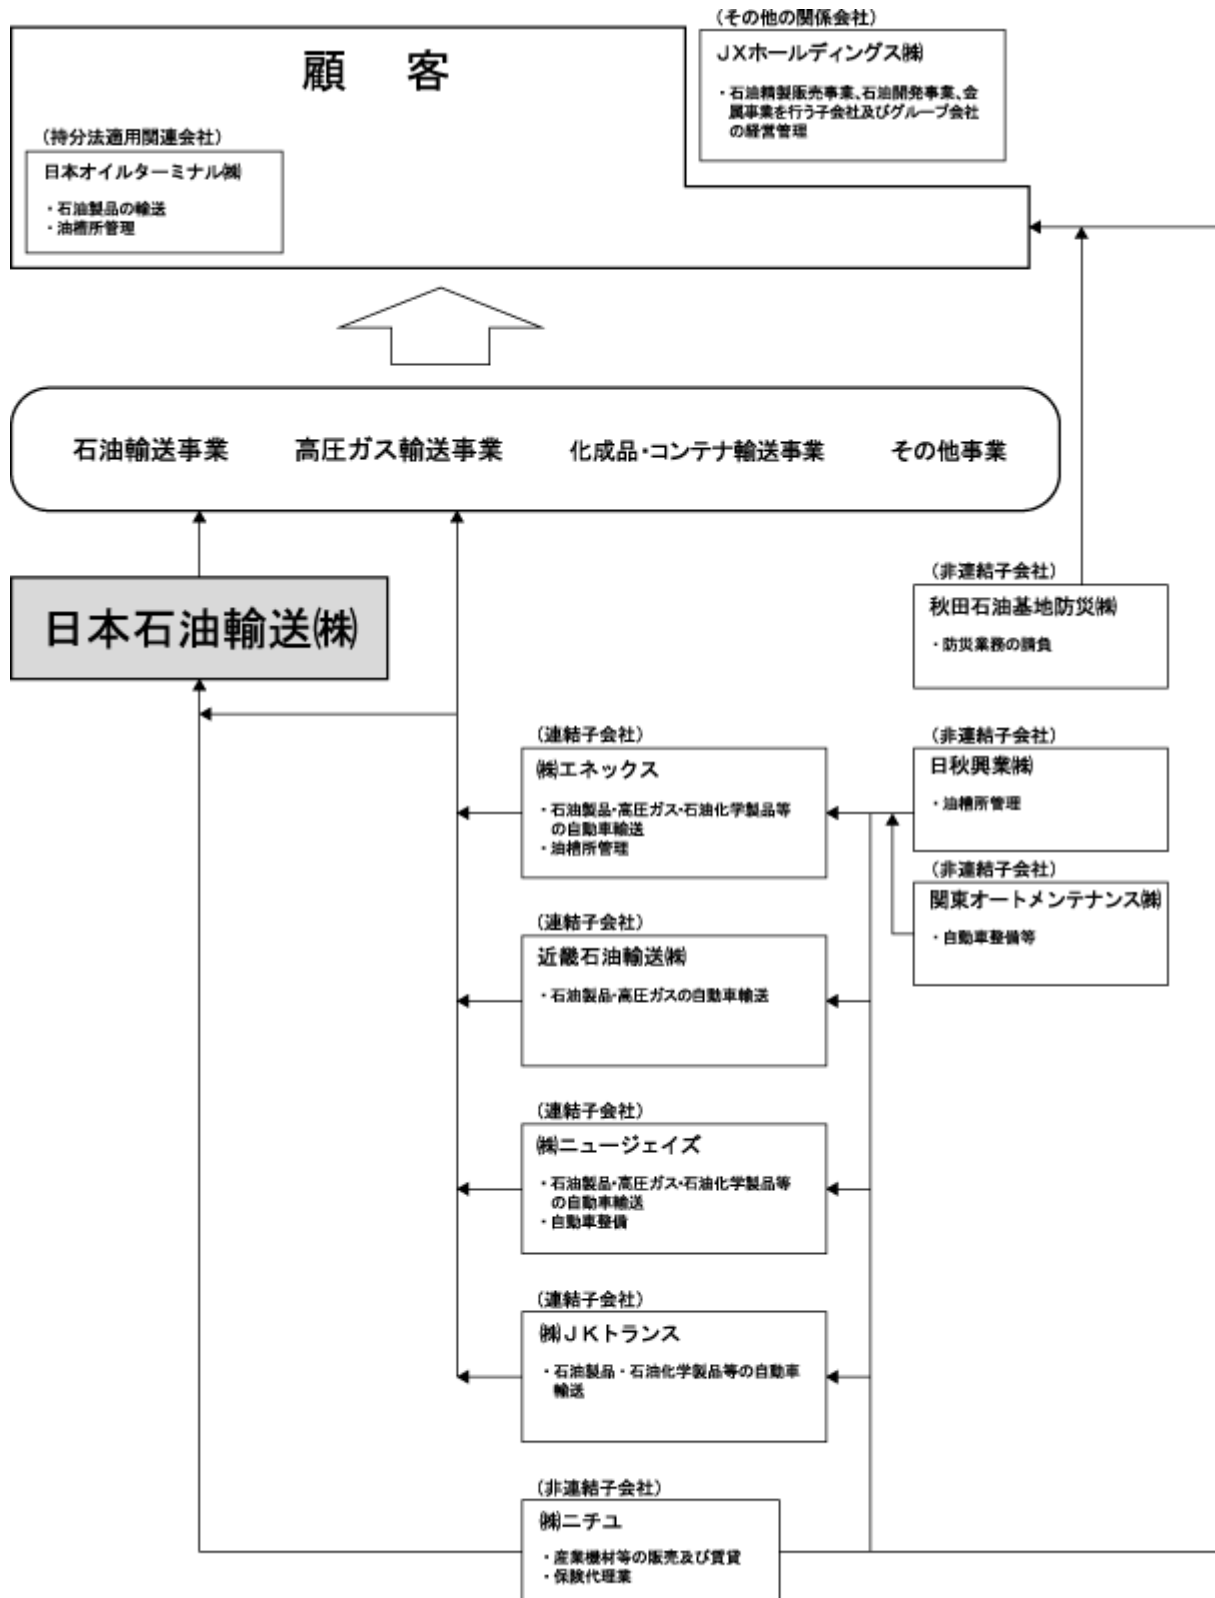 (その他の関係会社)
JXホールディングス㈱
・石油精製販売事業、石油開発事業、金
属事業を行う子会社及びグループ会社
の経営管理
顧 客
(持分法適用関連会社)
日本オイルターミナル㈱
・石油製品の輸送
・油槽所管理
石油輸送事業 高圧ガス輸送事業 化成品・コンテナ輸送事業 その他事業
日本石油輸送㈱
(非連結子会社)
秋田石油基地防災㈱
・防災業務の請負
(連結子会社)
㈱エネックス
・石油製品・高圧ガス・石油化学製品等
の自動車輸送
・油槽所管理
(非連結子会社)
日秋興業㈱
・油槽所管理
(非連結子会社)
関東オートメンテナンス㈱
・自動車整備等
(連結子会社)
近畿石油輸送㈱
・石油製品・高圧ガスの自動車輸送
(連結子会社)
㈱ニュージェイズ
・石油製品・高圧ガス・石油化学製品等
の自動車輸送
・自動車整備
(連結子会社)
㈱JKトランス
・石油製品・石油化学製品等の自動車
輸送
(非連結子会社)
㈱ニチユ
・産業機材等の販売及び賃貸
・保険代理業